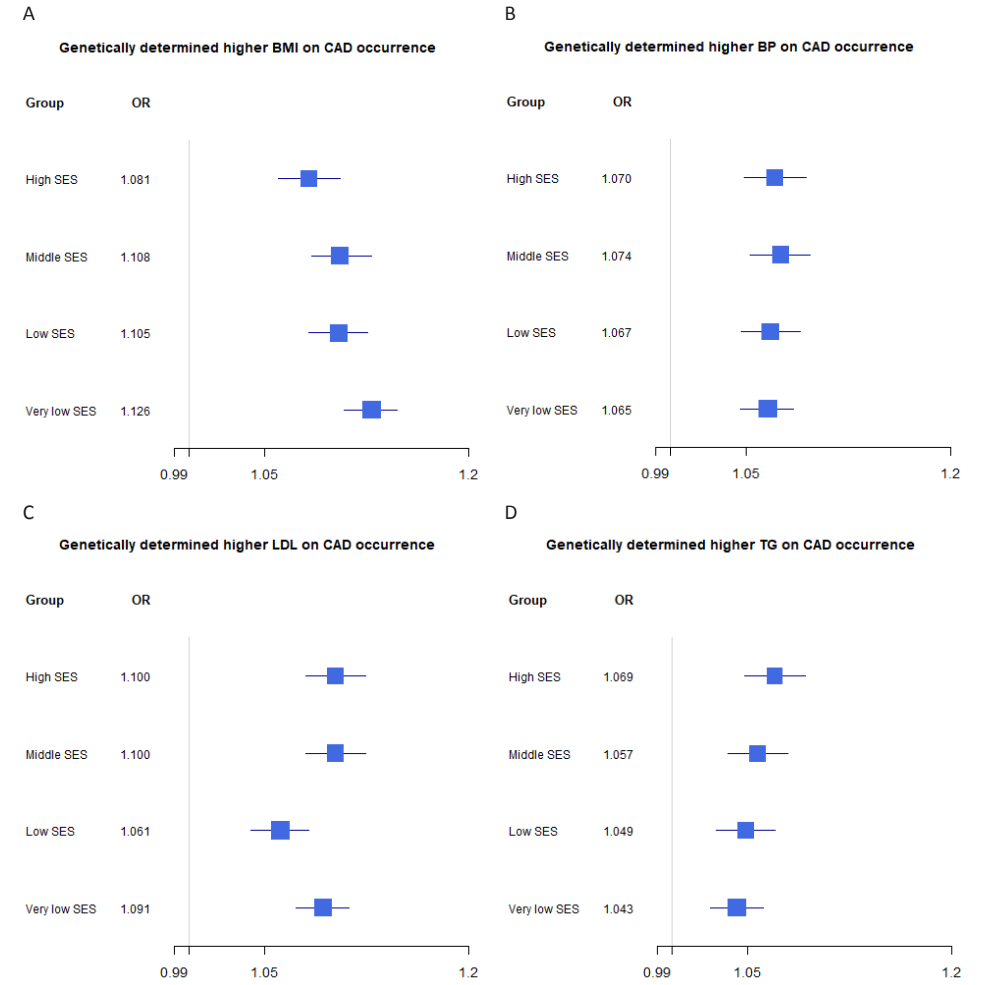 A
Genetically determined higher BMI on CAD occurrence
Group OR
High SES 1.081
Middle SES 1.108
Low SES 1.105
Very low SES 1.126
0.99 1.05 1.2
B
Genetically determined higher BP on CAD occurrence
Group OR
High SES 1.070
Middle SES 1.074
Low SES 1.067
Very low SES 1.065
0.99 1.05 1.2
C
Genetically determined higher LDL on CAD occurrence
Group OR
High SES 1.100
Middle SES 1.100
Low SES 1.061
Very low SES 1.091
0.99 1.05 1.2
D
Genetically determined higher TG on CAD occurrence
Group OR
High SES 1.069
Middle SES 1.057
Low SES 1.049
Very low SES 1.043
0.99 1.05 1.2